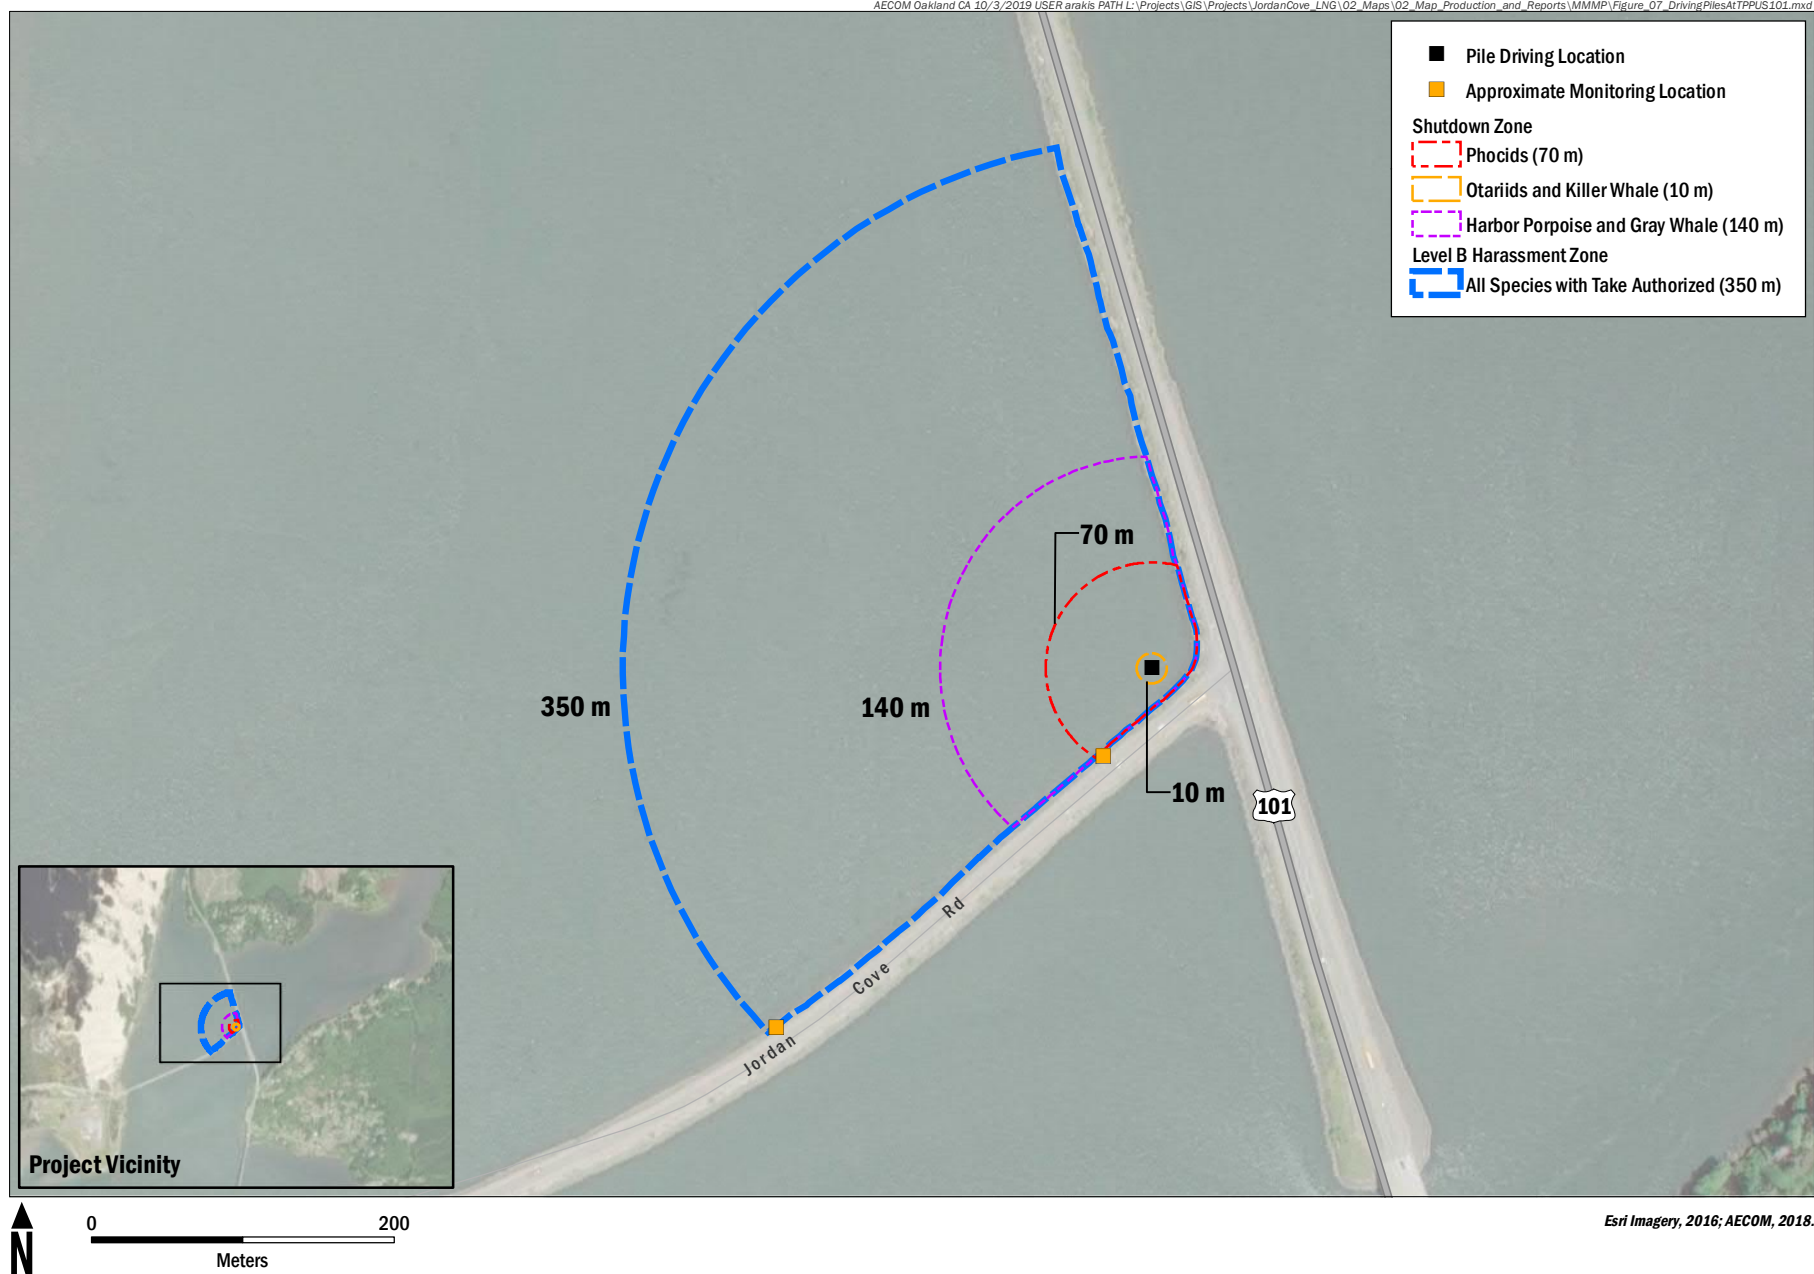 AECOM Oakland CA 10/3/2019 USER arakis PATH L:\Projects\GIS\Projects\JordanCove_LNG\02_Maps\02_Map_Production_and_Reports\MMMP\Figure_07_DrivingPilesAtTPPUS101.mxd
Pile Driving Location
Approximate Monitoring Location
Shutdown Zone
Phocids (70 m)
Otariids and Killer Whale (10 m)
Harbor Porpoise and Gray Whale (140 m)
Level B Harassment Zone
All Species with Take Authorized (350 m)
70 m
350 m
140 m
10 m
101
Jordan Cove Rd
Project Vicinity
N
0 200
Meters
Esri Imagery, 2016; AECOM, 2018.